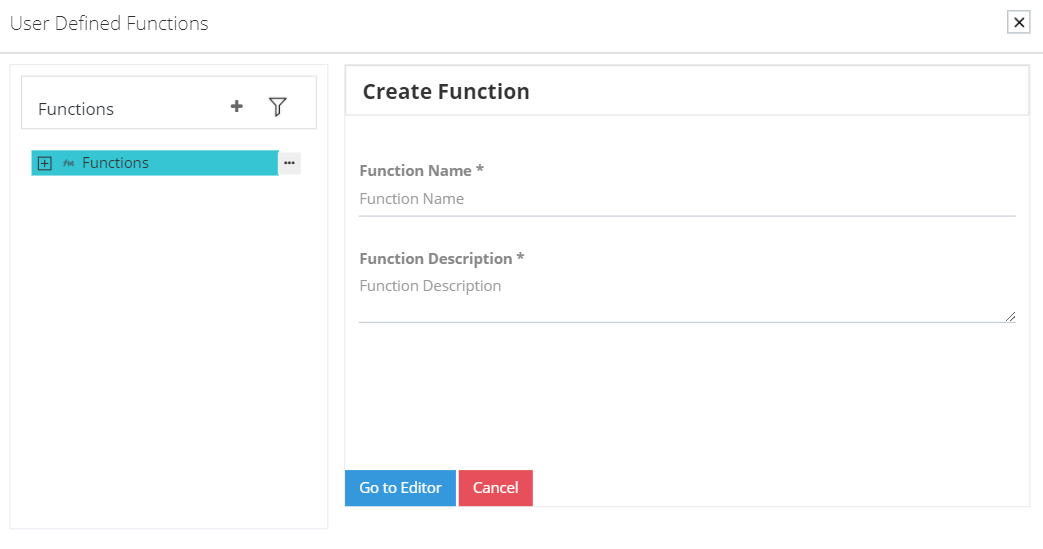 User Defined Functions
Functions
Functions
Create Function
Function Name *
Function Name
Function Description *
Function Description
Go to Editor
Cancel